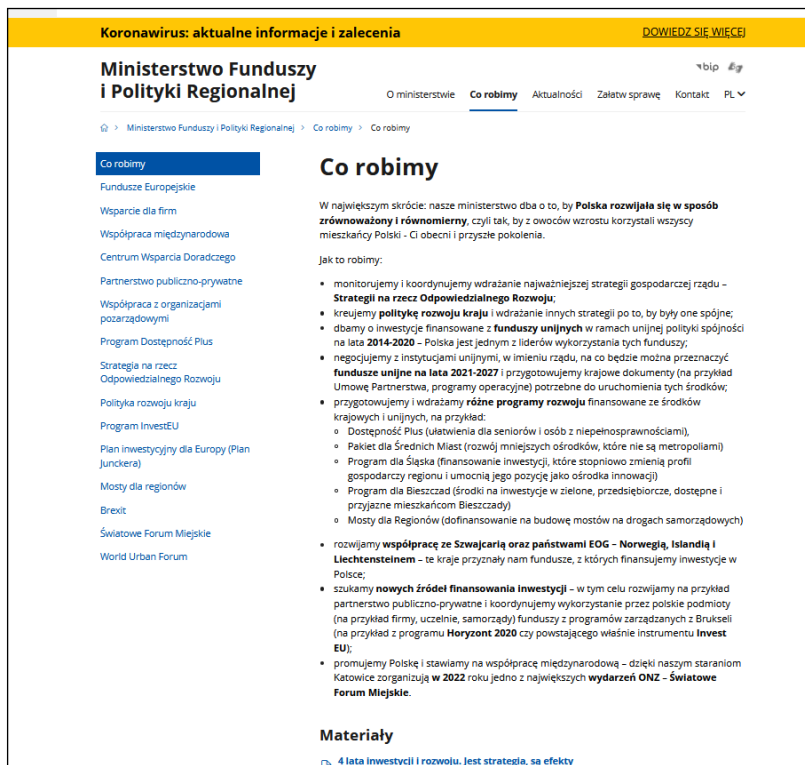 Koronawirus: aktualne informacje i zalecenia
DOWIEDZ SIĘ WIĘCEJ
Ministerstwo Funduszy
i Polityki Regionalnej
bip
O ministerstwie Co robimy Aktualności Załatw sprawę Kontakt PL
Ministerstwo Funduszy i Polityki Regionalnej > Co robimy > Co robimy
Co robimy
Fundusze Europejskie
Wsparcie dla firm
Współpraca międzynarodowa
Centrum Wsparcia Doradczego
Partnerstwo publiczno-prywatne
Współpraca z organizacjami
pozarządowymi
Program Dostępność Plus
Strategia na rzecz
Odpowiedzialnego Rozwoju
Polityka rozwoju kraju
Program InvestEU
Plan inwestycyjny dla Europy (Plan
Junckera)
Mosty dla regionów
Brexit
Światowe Forum Miejskie
World Urban Forum
Co robimy
W największym skrócie: nasze ministerstwo dba o to, by Polska rozwijała się w sposób
zrównoważony i równomierny, czyli tak, by z owoców wzrostu korzystali wszyscy
mieszkańcy Polski - Ci obecni i przyszłe pokolenia.
Jak to robimy:
• monitorujemy i koordynujemy wdrażanie najważniejszej strategii gospodarczej rządu –
Strategii na rzecz Odpowiedzialnego Rozwoju;
• kreujemy politykę rozwoju kraju i wdrażanie innych strategii po to, by były one spójne;
• dbamy o inwestycje finansowane z funduszy unijnych w ramach unijnej polityki spójności
na lata 2014-2020 – Polska jest jednym z liderów wykorzystania tych funduszy;
• negocjujemy z instytucjami unijnymi, w imieniu rządu, na co będzie można przeznaczyć
fundusze unijne na lata 2021-2027 i przygotowujemy krajowe dokumenty (na przykład
Umowę Partnerstwa, programy operacyjne) potrzebne do uruchomienia tych środków;
• przygotowujemy i wdrażamy różne programy rozwoju finansowane ze środków
krajowych i unijnych, na przykład:
◦ Dostępność Plus (ułatwienia dla seniorów i osób z niepełnosprawnościami),
◦ Pakiet dla Średnich Miast (rozwój mniejszych ośrodków, które nie są metropoliami)
◦ Program dla Śląska (finansowanie inwestycji, które stopniowo zmienią profil
gospodarczy regionu i umocnią jego pozycję jako ośrodka innowacji)
◦ Program dla Bieszczad (środki na inwestycje w zielone, przedsiębiorcze, dostępne i
przyjazne mieszkańcom Bieszczady)
◦ Mosty dla Regionów (dofinansowanie na budowę mostów na drogach samorządowych)
• rozwijamy współpracę ze Szwajcarią oraz państwami EOG – Norwegią, Islandią i
Liechtensteinem – te kraje przyznały nam fundusze, z których finansujemy inwestycje w
Polsce;
• szukamy nowych źródeł finansowania inwestycji – w tym celu rozwijamy na przykład
partnerstwo publiczno-prywatne i koordynujemy wykorzystanie przez polskie podmioty
(na przykład firmy, uczelnie, samorządy) funduszy z programów zarządzanych z Brukseli
(na przykład z programu Horyzont 2020 czy powstającego właśnie instrumentu Invest
EU);
• promujemy Polskę i stawiamy na współpracę międzynarodową – dzięki naszym staraniom
Katowice zorganizują w 2022 roku jedno z największych wydarzeń ONZ – Światowe
Forum Miejskie.
Materiały
4 lata inwestycji i rozwoju. Jest strategia, są efekty